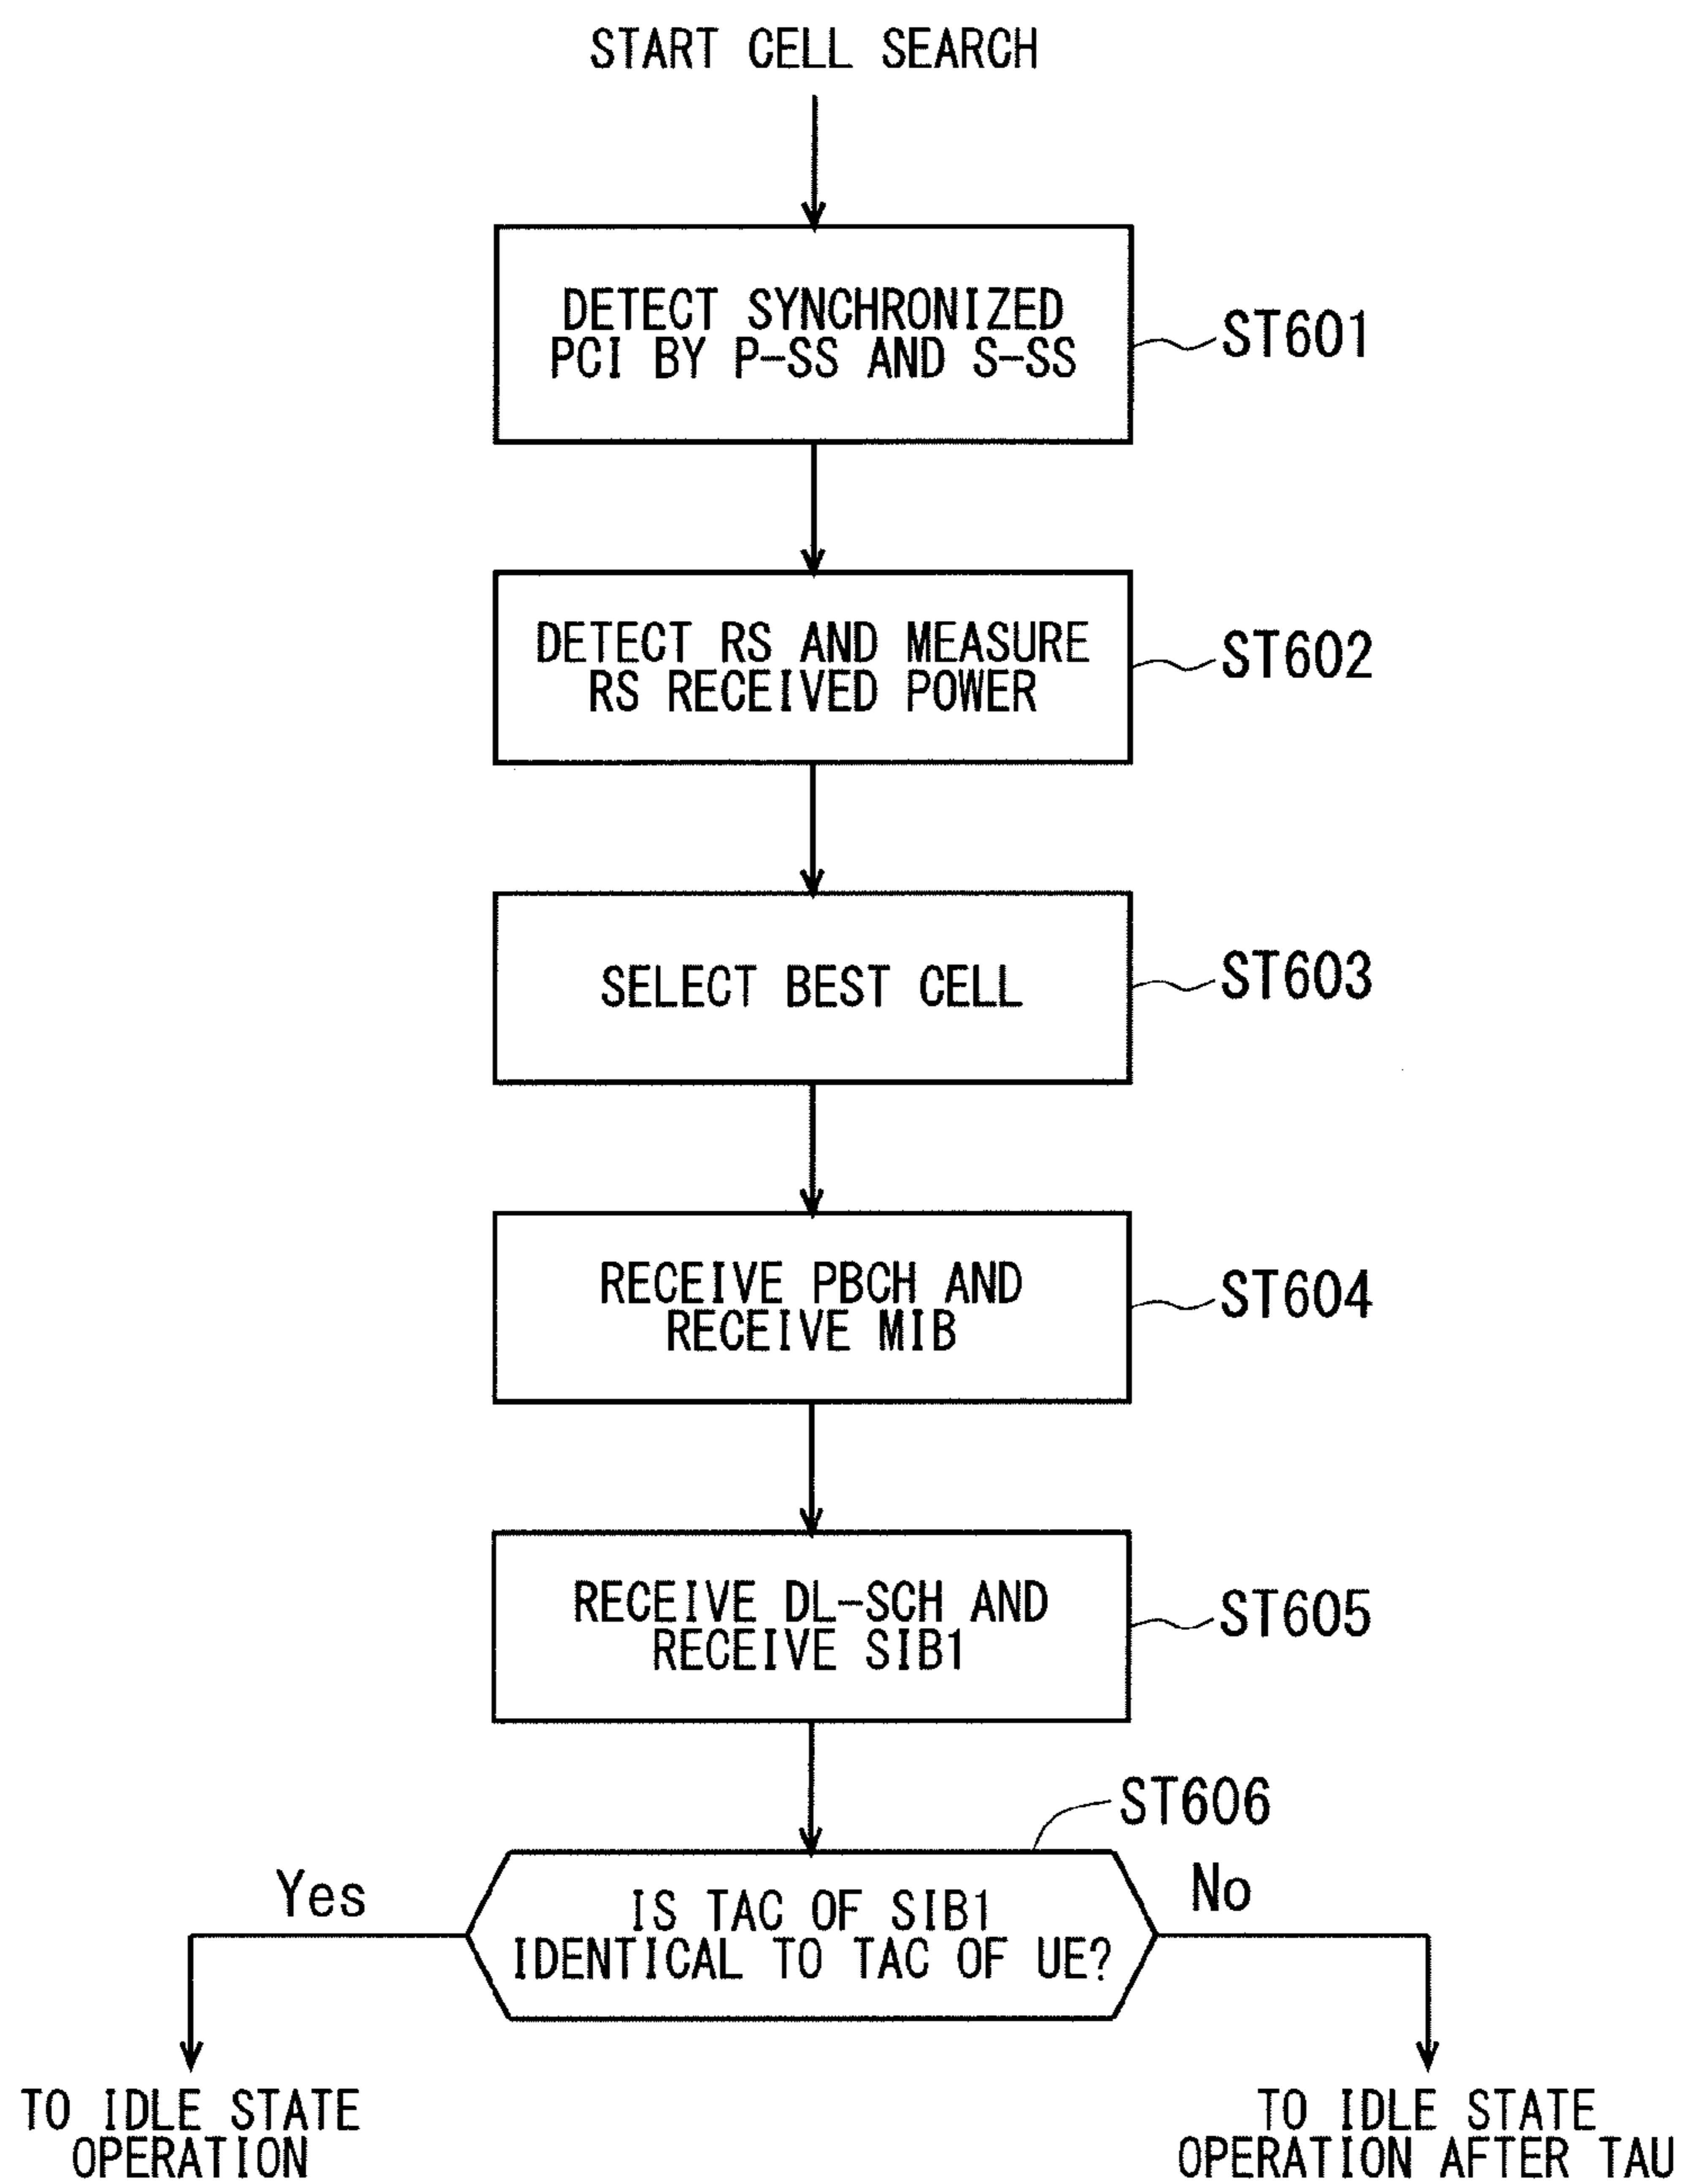 START CELL SEARCH
DETECT SYNCHRONIZED
PCI BY P-SS AND S-SS
ST601
DETECT RS AND MEASURE
RS RECEIVED POWER
ST602
SELECT BEST CELL
ST603
RECEIVE PBCH AND
RECEIVE MIB
ST604
RECEIVE DL-SCH AND
RECEIVE SIB1
ST605
ST606
Yes
No
IS TAC OF SIB1
IDENTICAL TO TAC OF UE?
TO IDLE STATE
OPERATION
TO IDLE STATE
OPERATION AFTER TAU